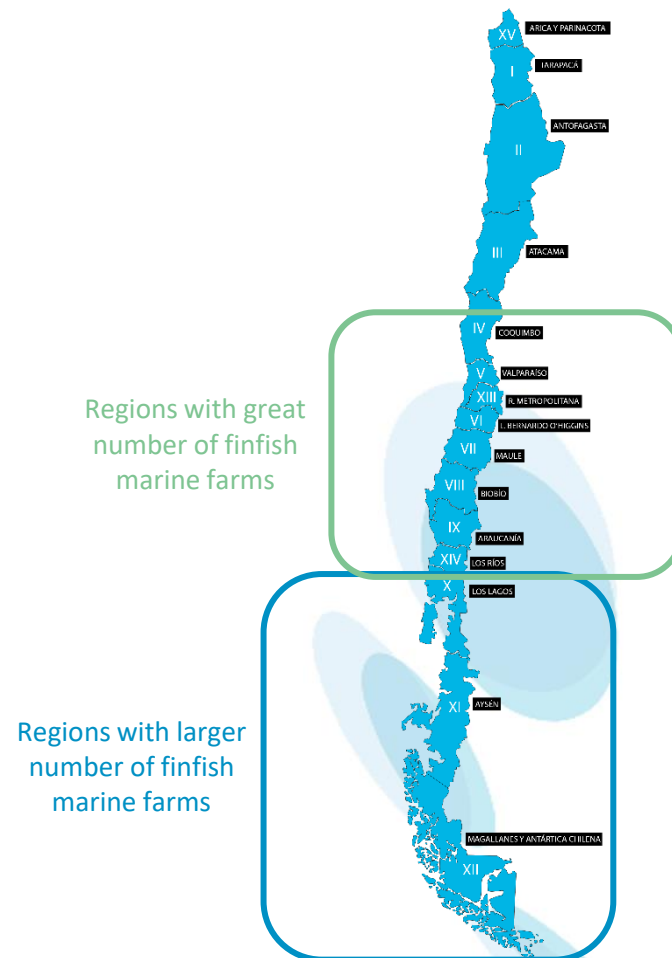 XV
ARICA Y PARINACOTA
I
TARAPACÁ
ANTOFAGASTA
II
III
ATACAMA
IV
COQUIMBO
V
VALPARAÍSO
XIII
R. METROPOLITANA
VI
L. BERNARDO O'HIGGINS
VII
MAULE
VIII
BIOBÍO
IX
ARAUCANÍA
XIV
LOS RÍOS
X
LOS LAGOS
Regions with great
number of finfish
marine farms
XI
AYSÉN
Regions with larger
number of finfish
marine farms
MAGALLANES Y ANTÁRTICA CHILENA
XII